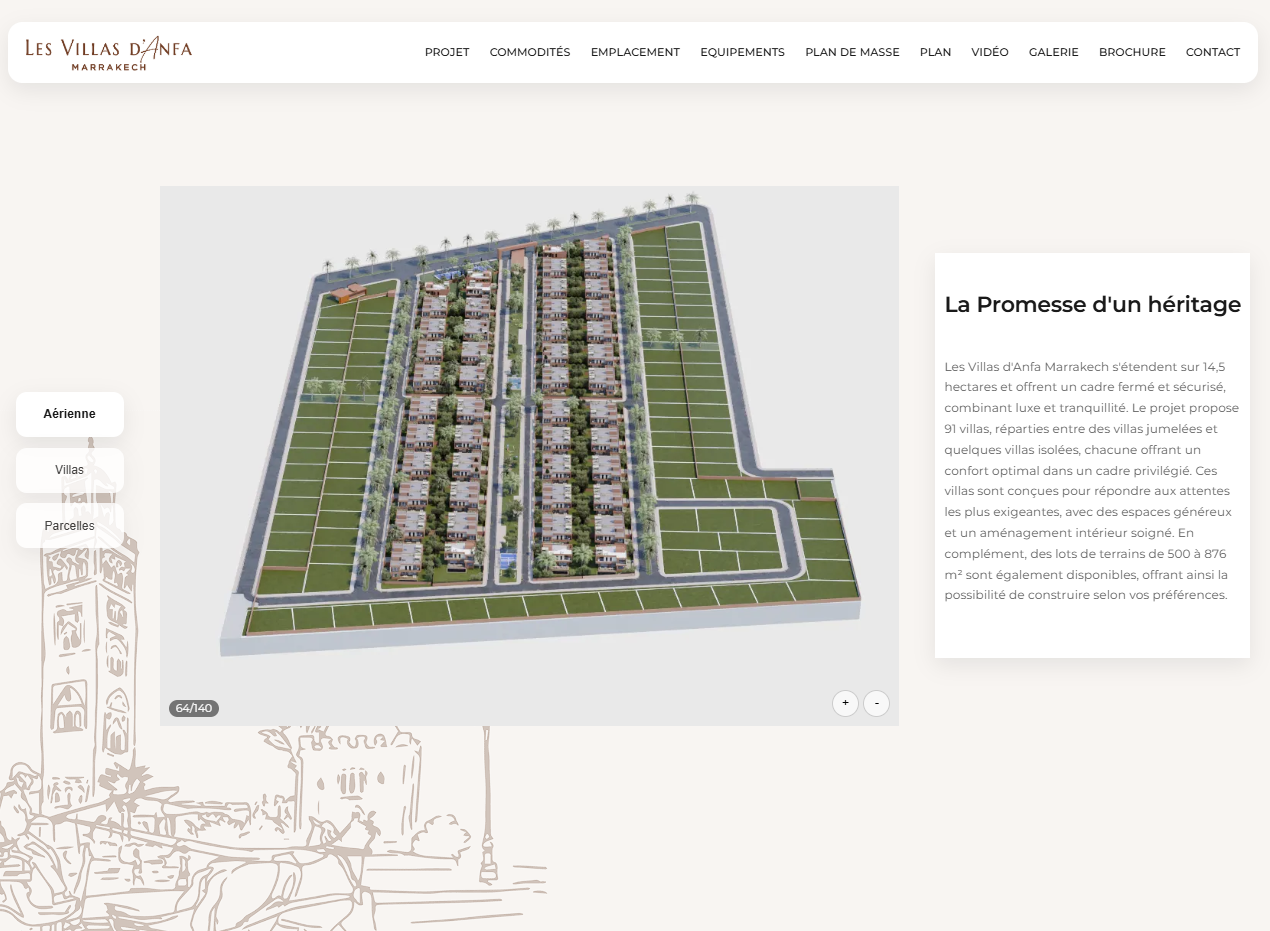 LES VILLAS D'ANFA
MARRAKECH
PROJET
COMMODITÉS
EMPLACEMENT
EQUIPEMENTS
PLAN DE MASSE
PLAN
VIDÉO
GALERIE
BROCHURE
CONTACT
Aérienne
Villas
Parcelles
64/140
+
-
La Promesse d'un héritage
Les Villas d'Anfa Marrakech s'étendent sur 14,5
hectares et offrent un cadre fermé et sécurisé,
combinant luxe et tranquillité. Le projet propose
91 villas, réparties entre des villas jumelées et
quelques villas isolées, chacune offrant un
confort optimal dans un cadre privilégié. Ces
villas sont conçues pour répondre aux attentes
les plus exigeantes, avec des espaces généreux
et un aménagement intérieur soigné. En
complément, des lots de terrains de 500 à 876
m² sont également disponibles, offrant ainsi la
possibilité de construire selon vos préférences.